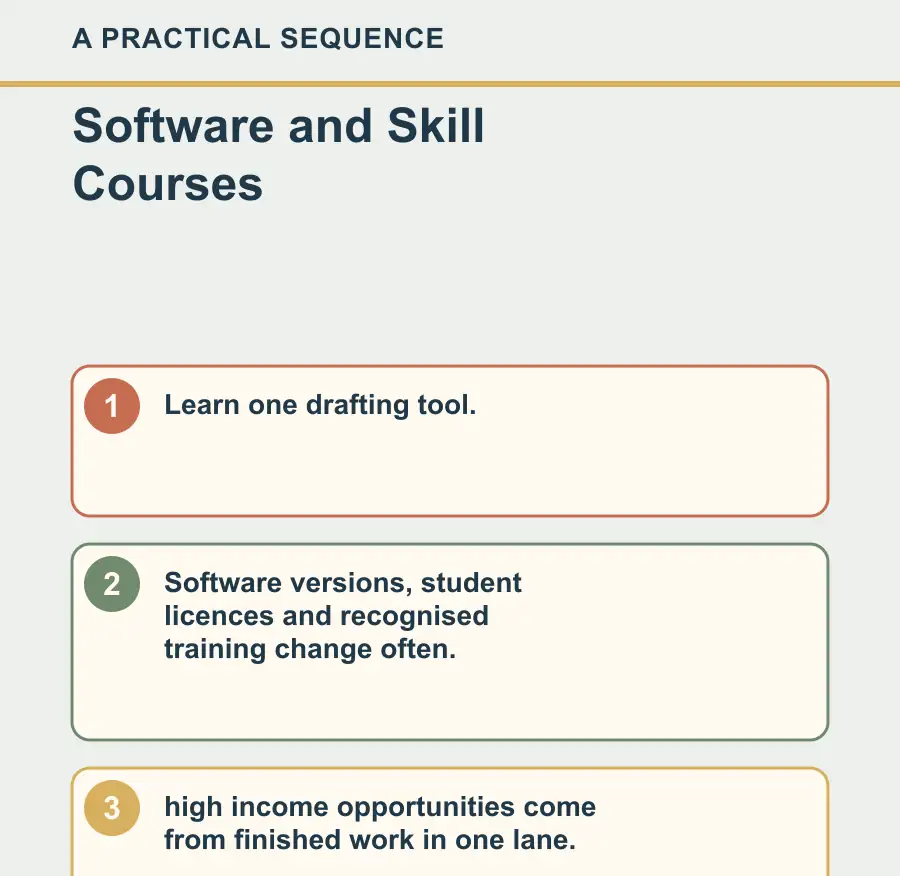 A PRACTICAL SEQUENCE
Software and Skill
Courses
1
Learn one drafting tool.
2
Software versions, student
licences and recognised
training change often.
3
high income opportunities come
from finished work in one lane.